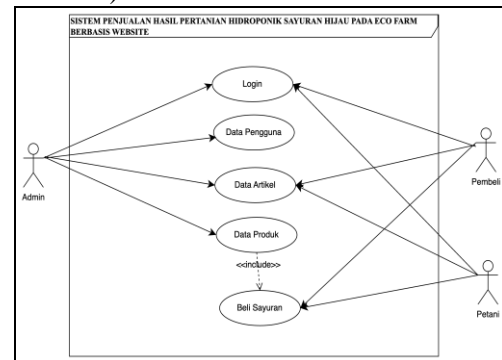 SISTEM PENJUALAN HASIL PERTANIAN HIDROPONIK SAYURAN HIJAU PADA ECO FARM
BERBASIS WEBSITE
Login
Data Pengguna
Admin
Pembeli
Data Artikel
Data Produk
<<include>>
Beli Sayuran
Petani